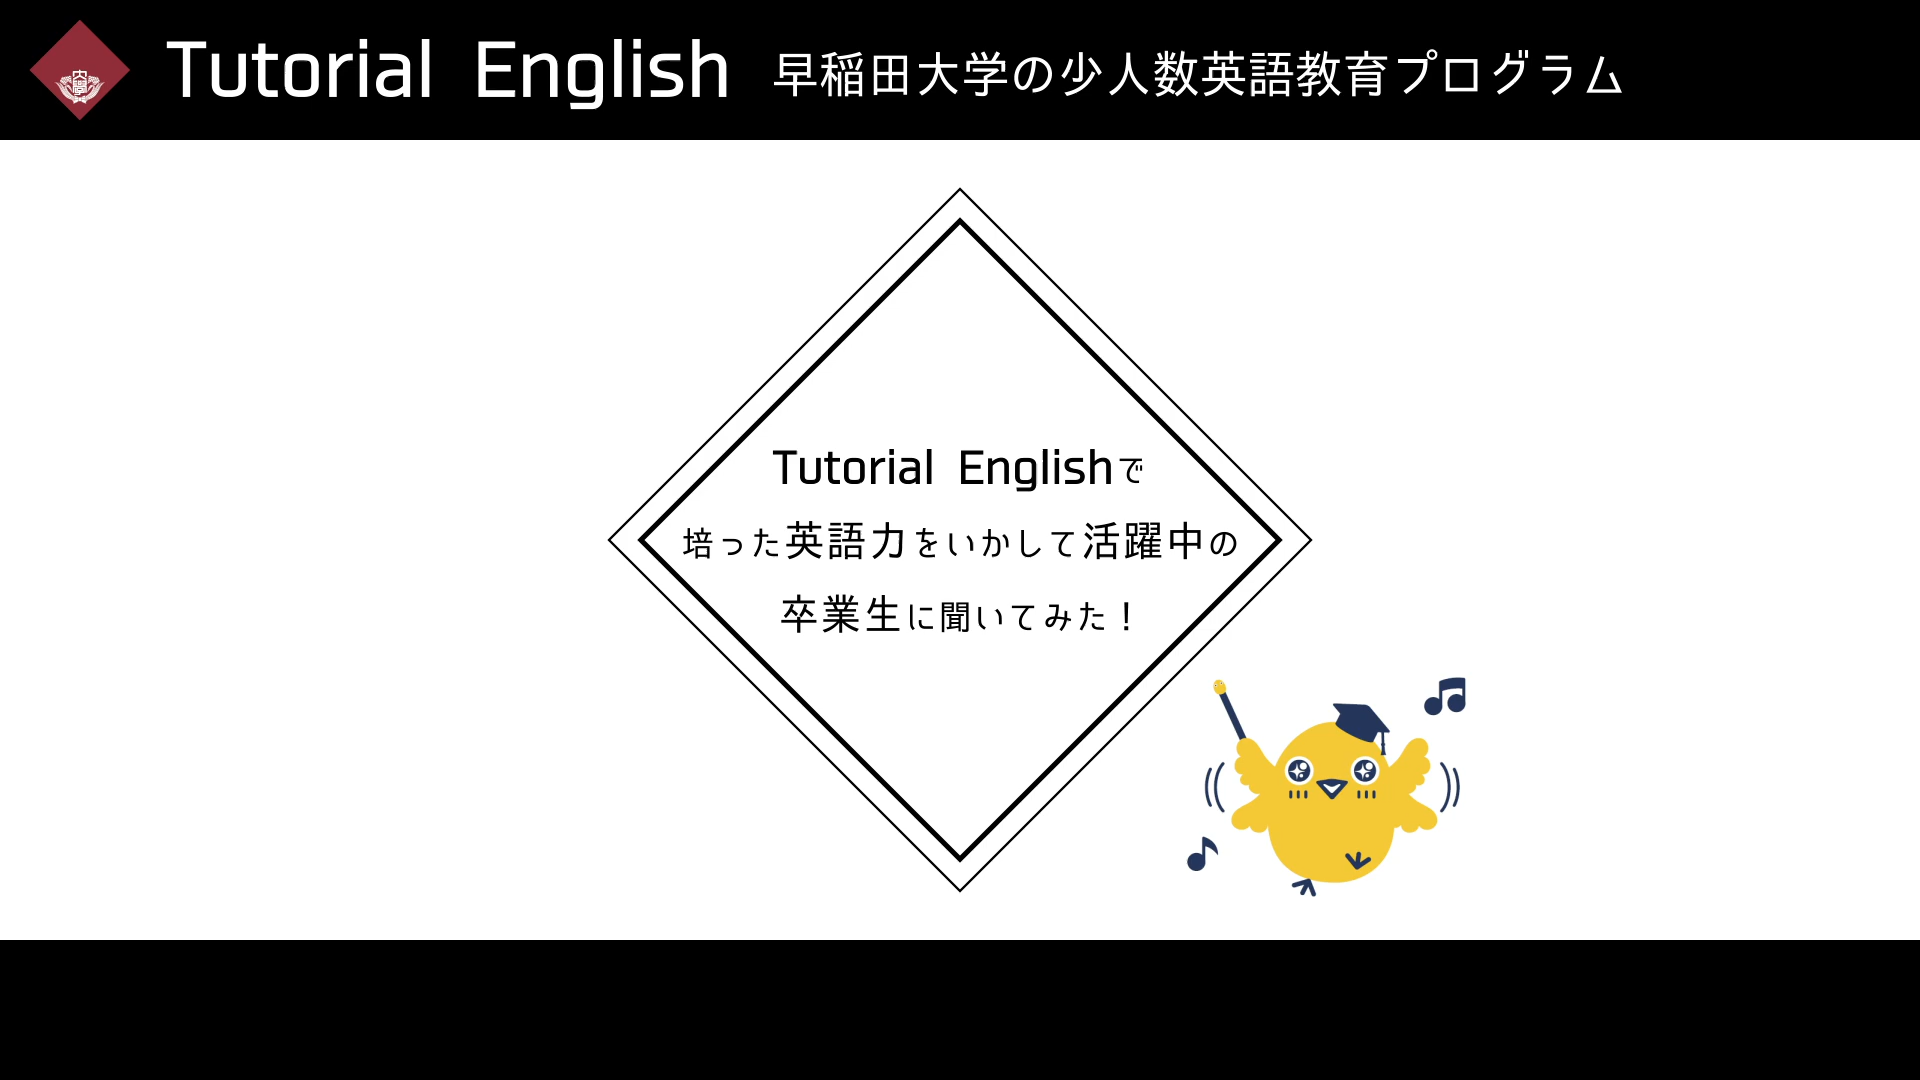 Tutorial English 早稲田大学の少人数英語教育プログラム
Tutorial Englishで
培った英語力をいかして活躍中の
卒業生に聞いてみた！